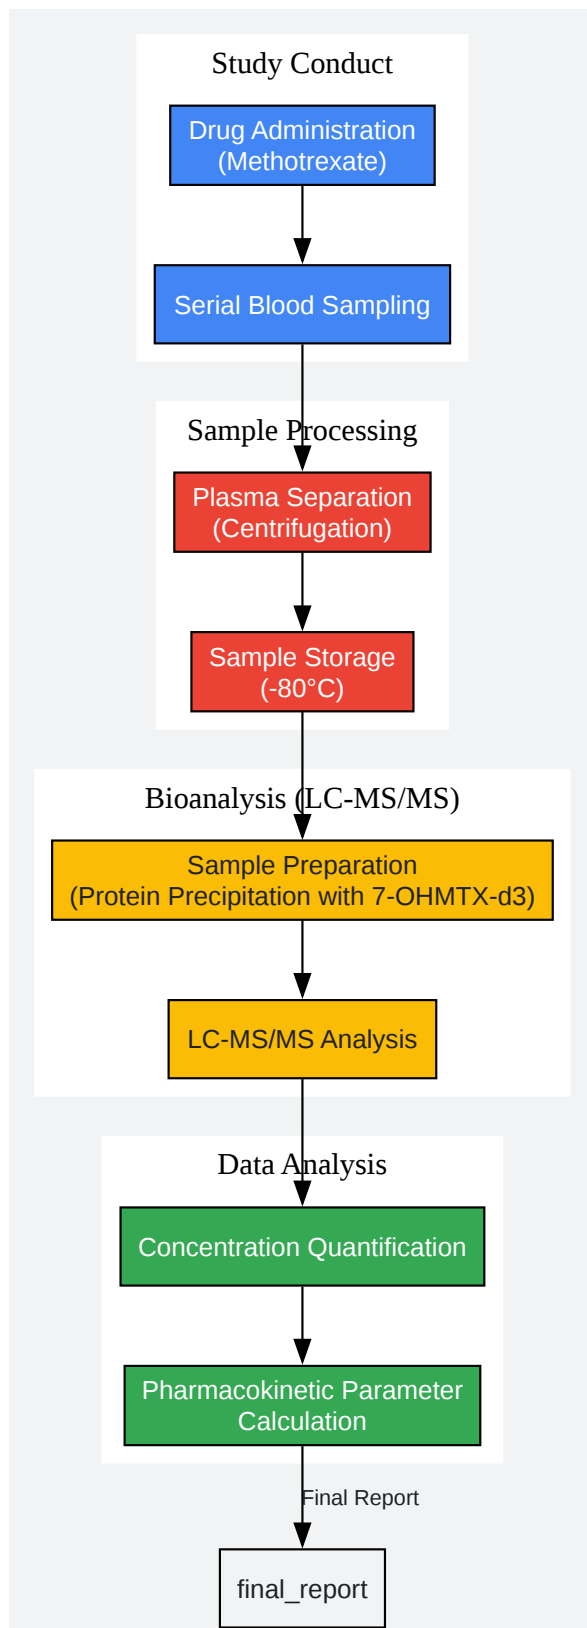 Study Conduct
Drug Administration
(Methotrexate)
Serial Blood Sampling
Sample Processing
Plasma Separation
(Centrifugation)
Sample Storage
(-80°C)
Bioanalysis (LC-MS/MS)
Sample Preparation
(Protein Precipitation with 7-OHMTX-d3)
LC-MS/MS Analysis
Data Analysis
Concentration Quantification
Pharmacokinetic Parameter
Calculation
Final Report
final_report